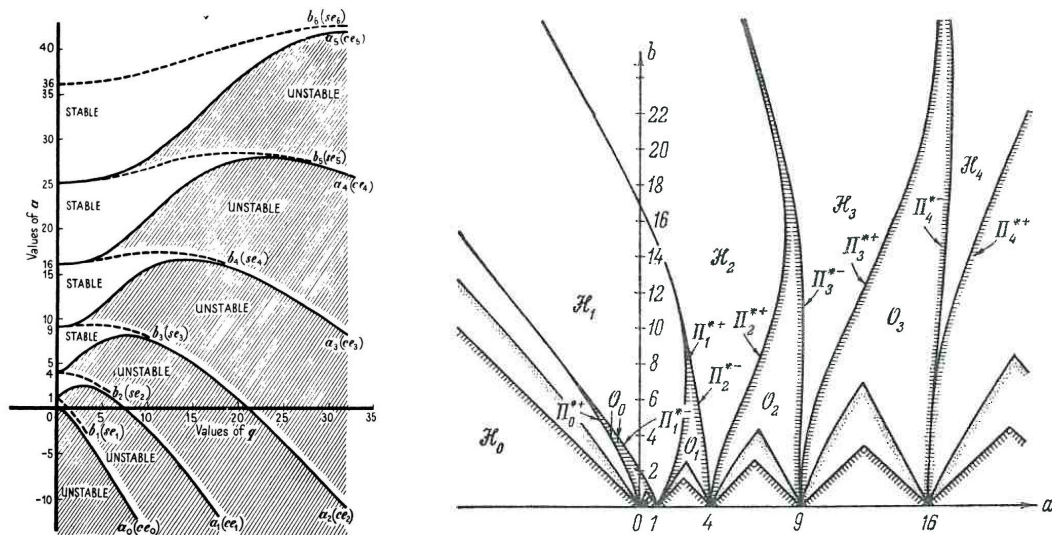 b₆(se₆)
a₅(ce₅)
40
36
35
STABLE
UNSTABLE
30
b₅(se₅)
25
a₄(ce₄)
STABLE
UNSTABLE
20
b₄(se₄)
16
15
STABLE
UNSTABLE
a₃(ce₃)
10
9
b₃(se₃)
STABLE
5
4
UNSTABLE
b₂(se₂)
1
0 5 10 15 20 25 30 35
Values of q
Values of a
b₁(se₁)
UNSTABLE
UNSTABLE
-10
a₀(ce₀)
a₁(ce₁)
a₂(ce₂)
b
22
20
18
16
14
12
10
8
6
4
2
ℋ₀
ℋ₁
ℋ₂
ℋ₃
ℋ₄
Π₀*⁺
𝒪₀
Π₁*⁻
Π₁*⁺
Π₂*⁻
𝒪₁
Π₂*⁺
𝒪₂
Π₃*⁻
Π₃*⁺
𝒪₃
Π₄*⁻
Π₄*⁺
0 1 4 9 16 a